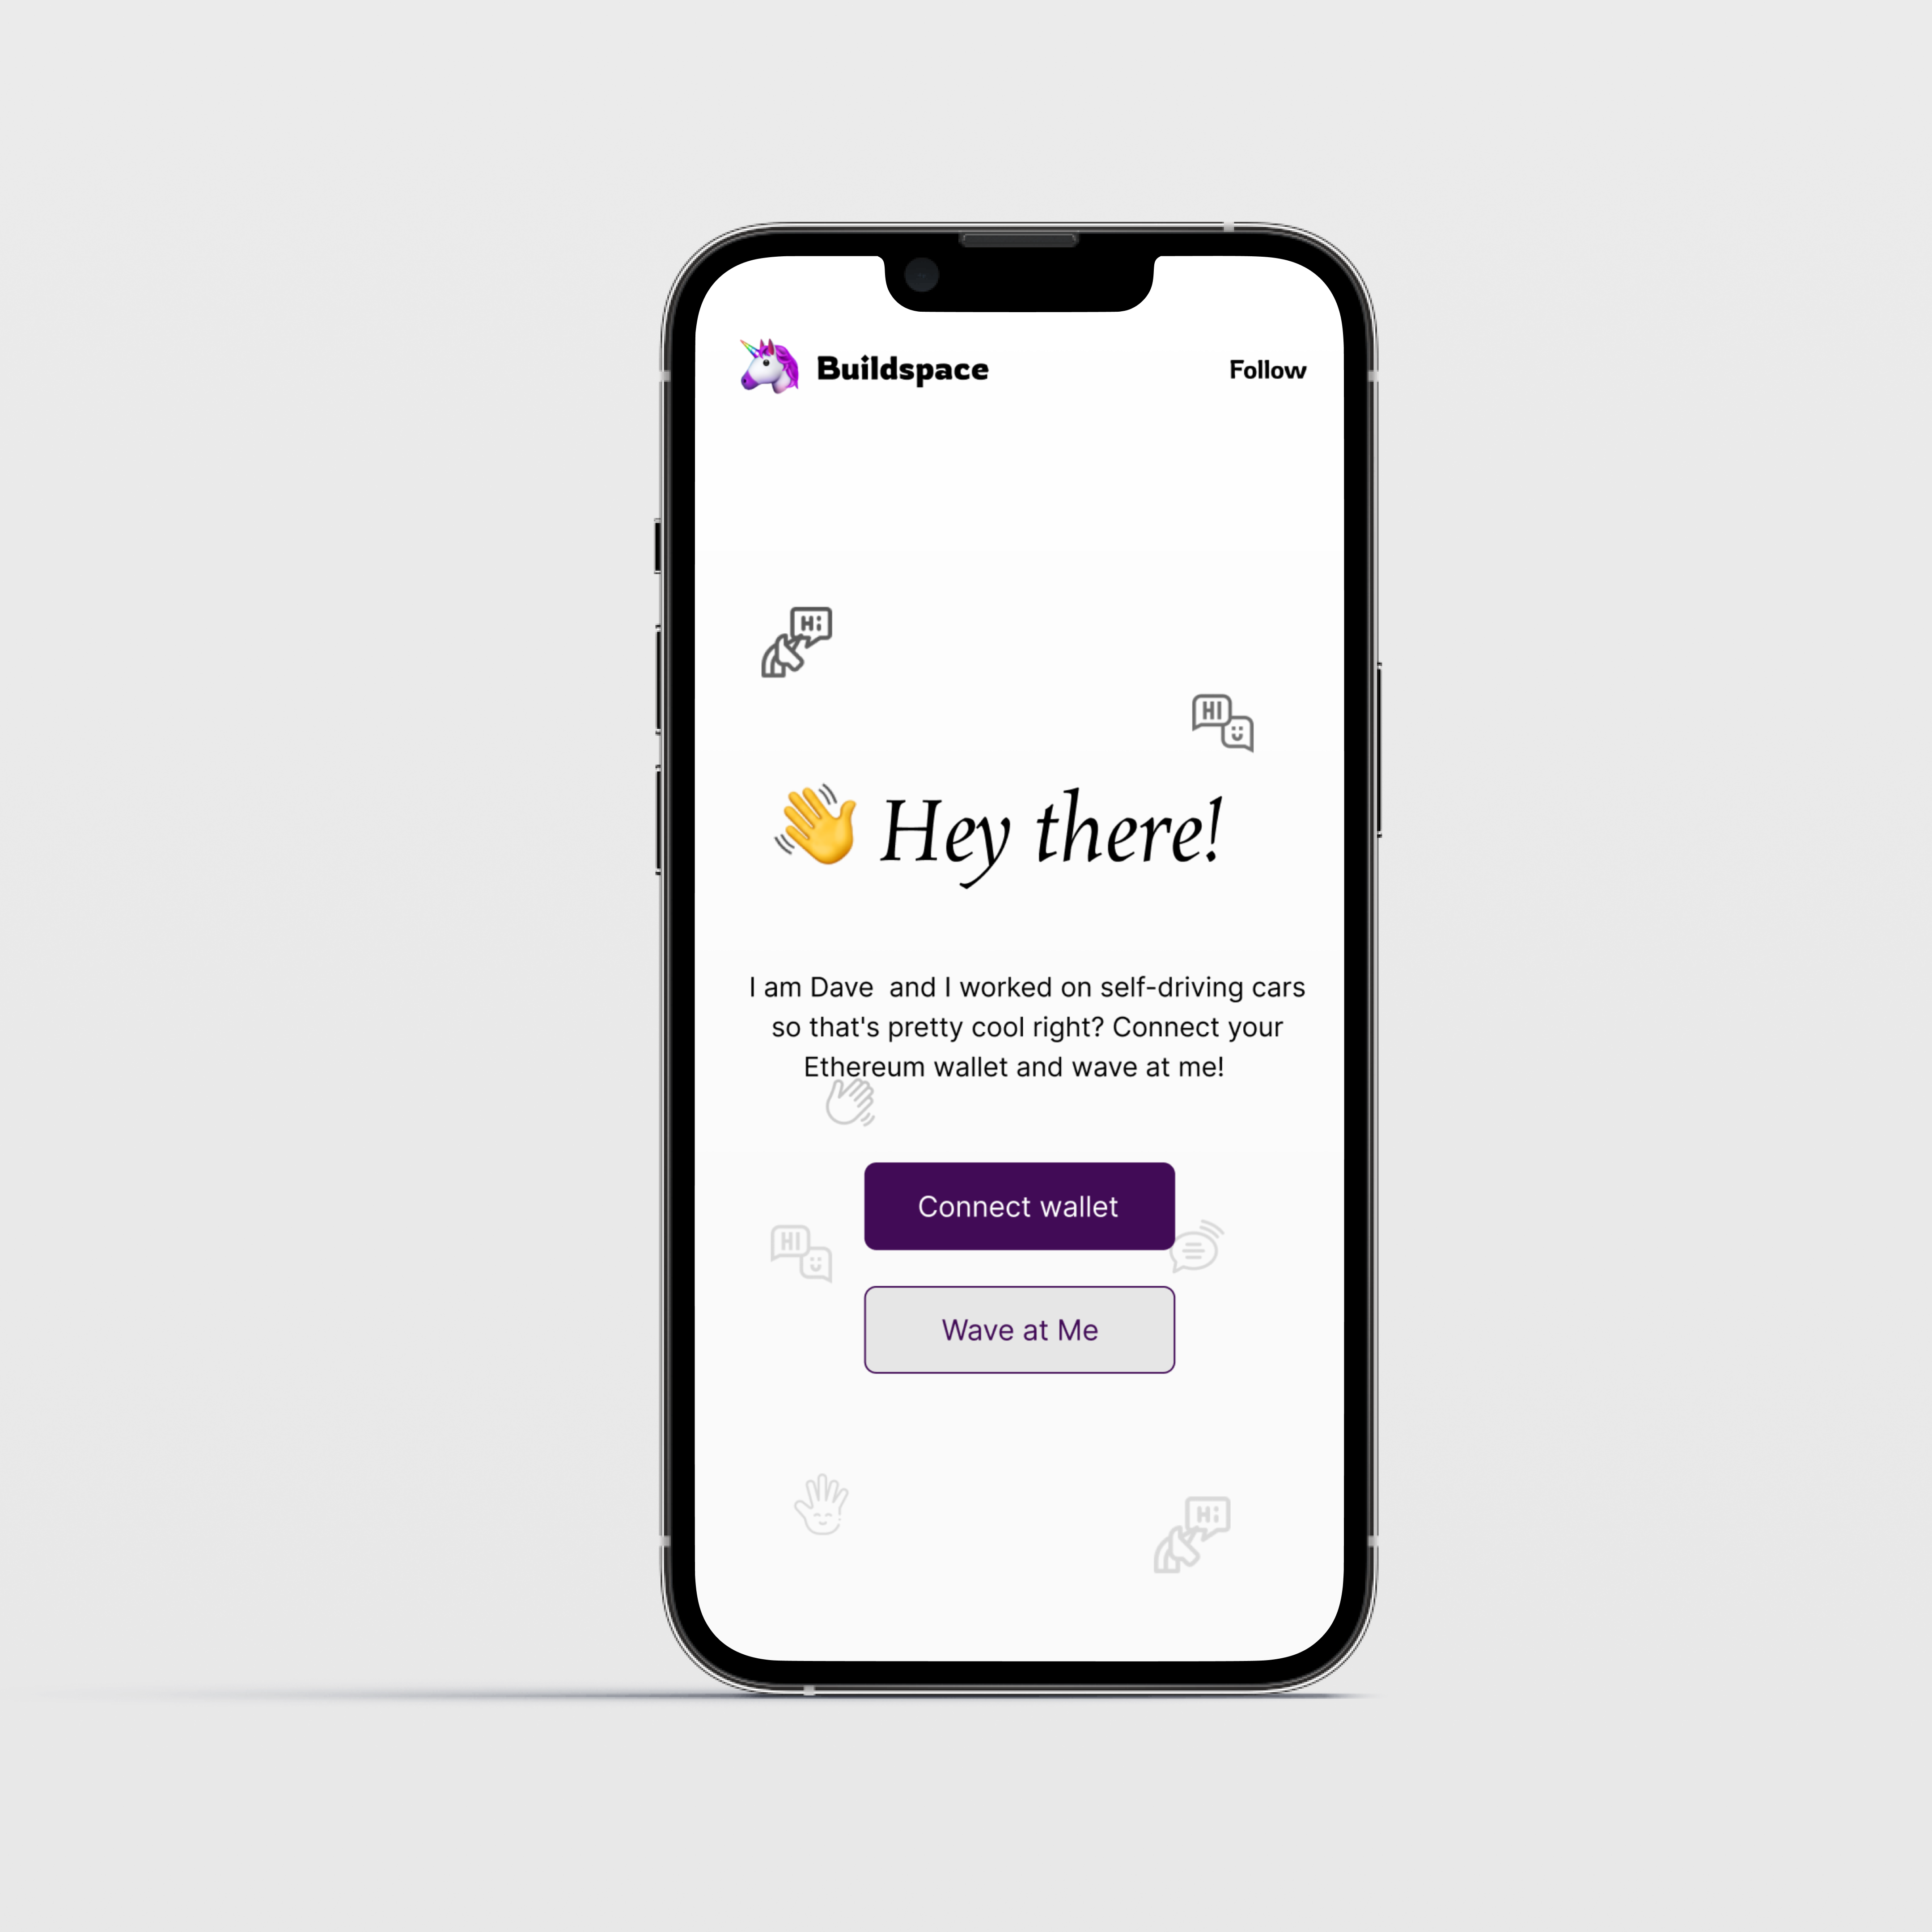 Buildspace
Follow
Hi
HI
👋 Hey there!
I am Dave  and I worked on self-driving cars
so that's pretty cool right? Connect your
Ethereum wallet and wave at me!
Connect wallet
HI
Wave at Me
Hi